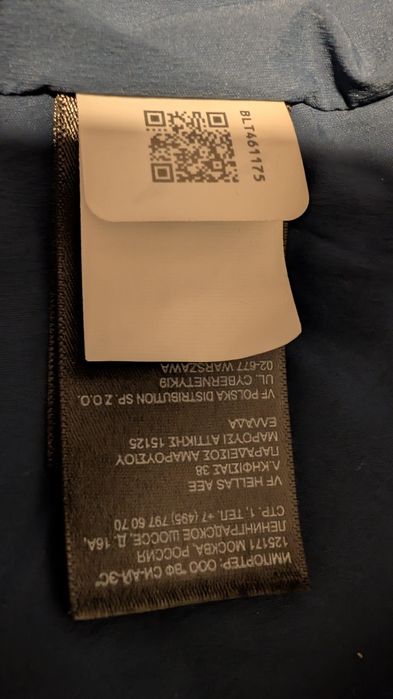 BLT461175
ИМПОРТЕР: ООО "ВФ СИ-АЙ-ЭС"
125171 МОСКВА, РОССИЯ
ЛЕНИНГРАДСКОЕ ШОССЕ, Д. 16А,
СТР. 1, ТЕЛ. +7 (495) 797 60 70
VF HELLAS AEE
Λ.ΚΗΦΙΣΙΑΣ 38
ΠΑΡΑΔΕΙΣΟΣ ΑΜΑΡΟΥΣΙΟΥ
ΜΑΡΟΥΣΙ ΑΤΤΙΚΗΣ 15125
ΕΛΛΑΔΑ
VF POLSKA DISTRIBUTION SP. Z.O.O.
UL. CYBERNETYKI9
02-677 WARSZAWA